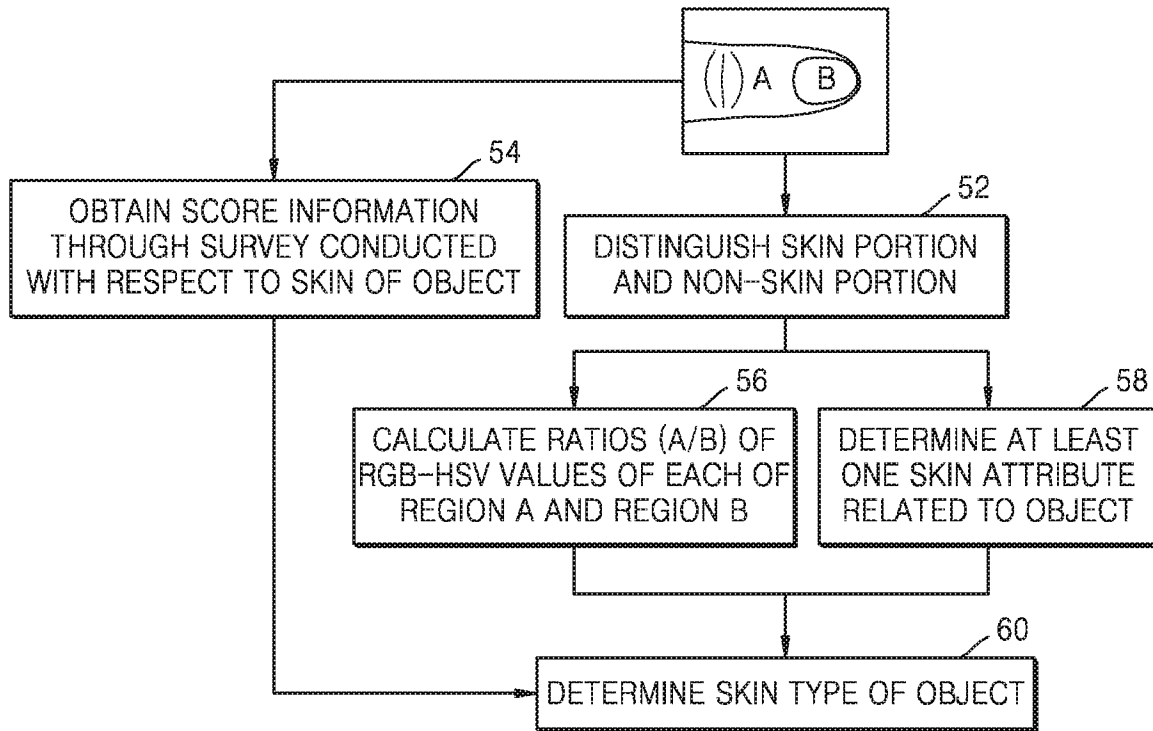 A B
54
OBTAIN SCORE INFORMATION
THROUGH SURVEY CONDUCTED
WITH RESPECT TO SKIN OF OBJECT
52
DISTINGUISH SKIN PORTION
AND NON-SKIN PORTION
56
CALCULATE RATIOS (A/B) OF
RGB-HSV VALUES OF EACH OF
REGION A AND REGION B
58
DETERMINE AT LEAST
ONE SKIN ATTRIBUTE
RELATED TO OBJECT
60
DETERMINE SKIN TYPE OF OBJECT